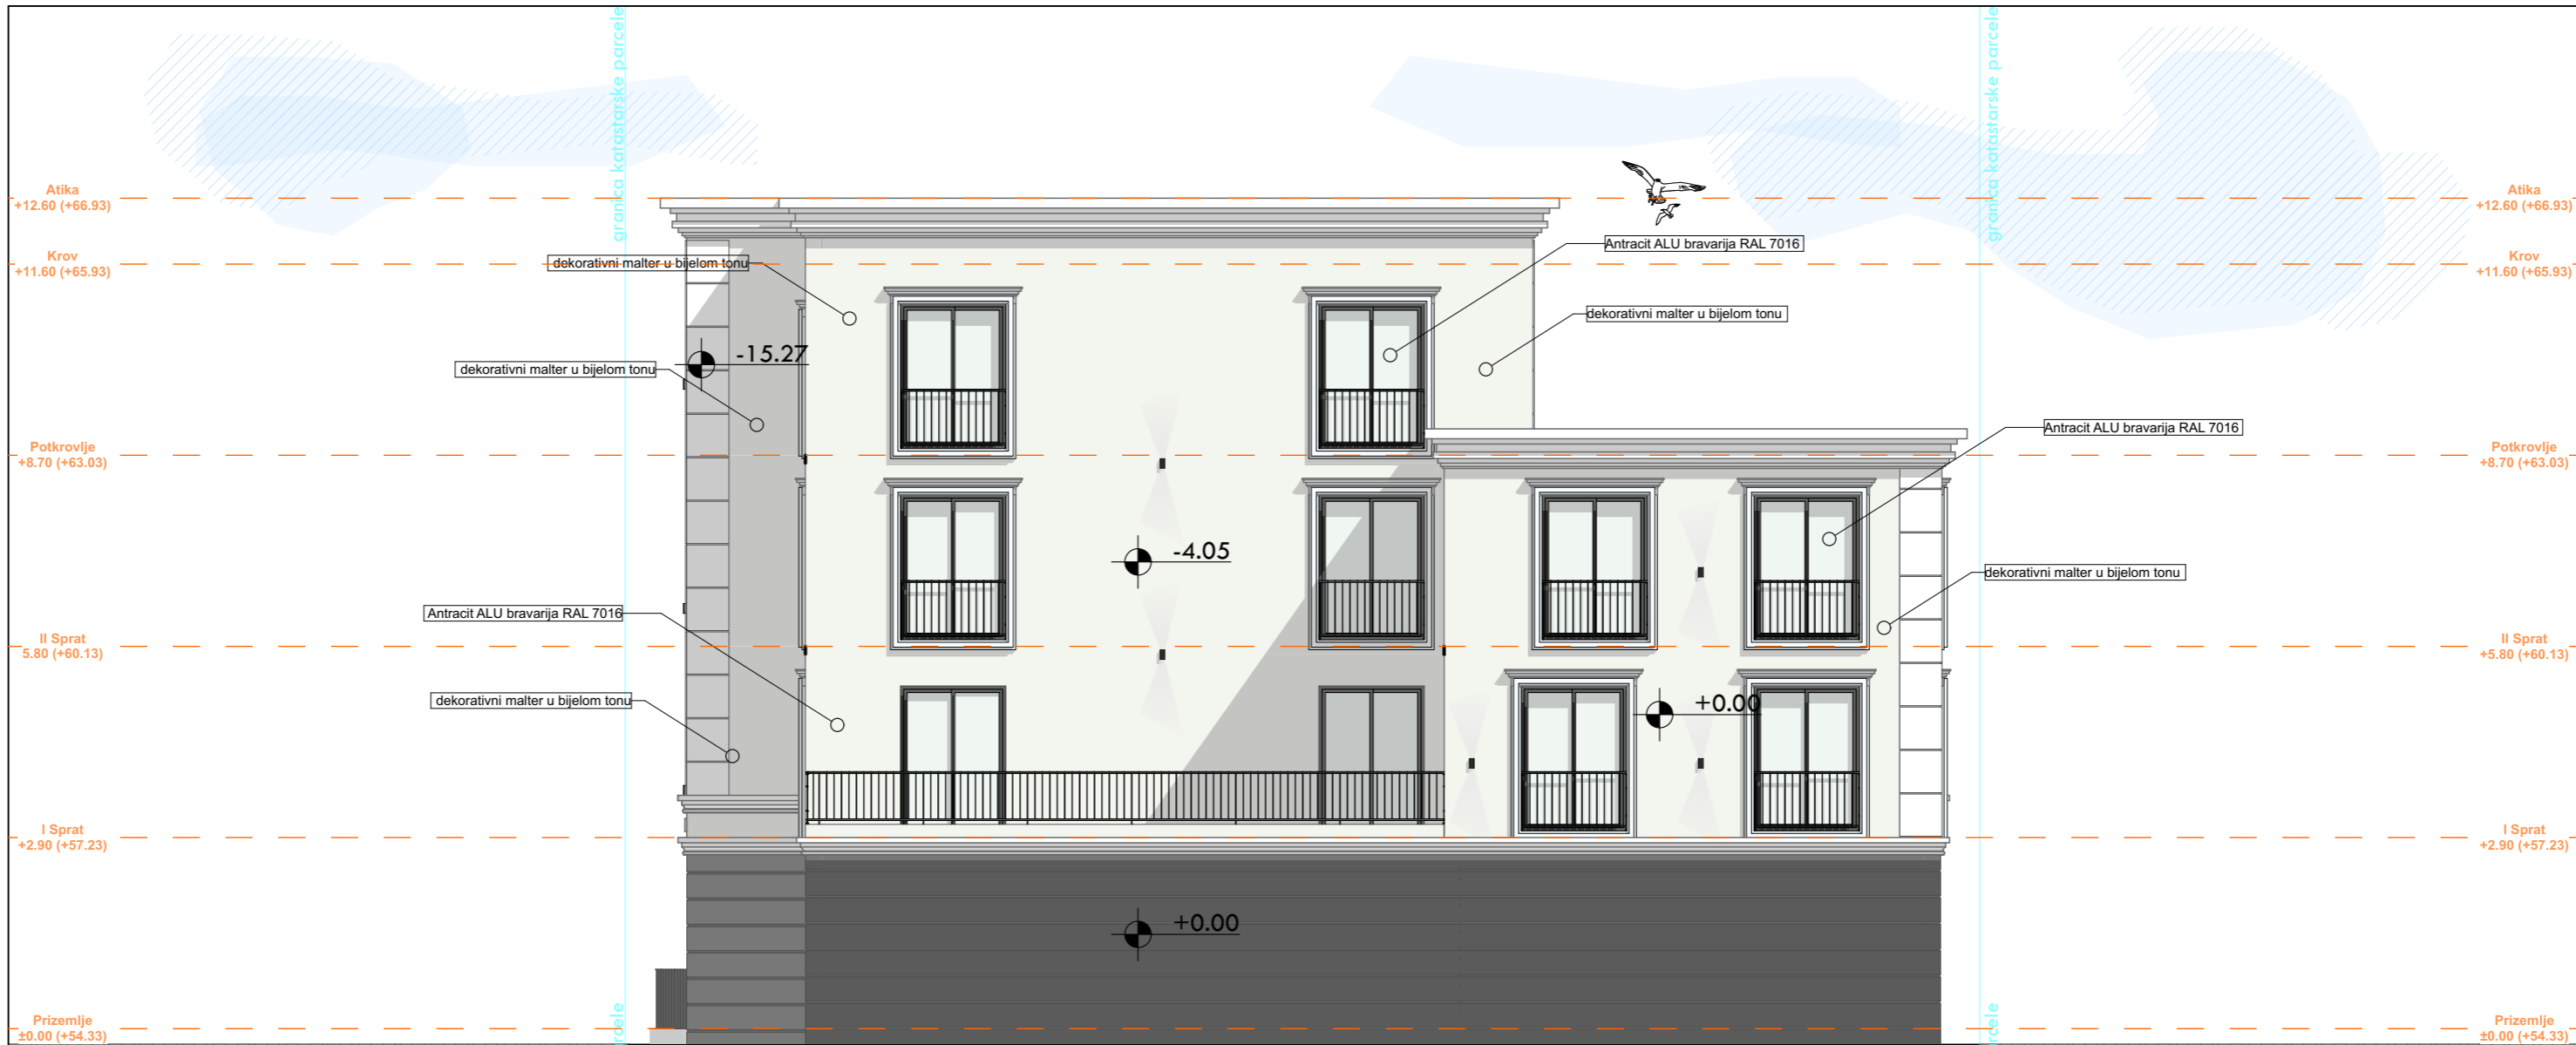 granica katastarske parcele
granica katastarske parcele
Atika
+12.60 (+66.93)
Atika
+12.60 (+66.93)
Krov
+11.60 (+65.93)
dekorativni malter u bijelom tonu
Antracit ALU bravarija RAL 7016
Krov
+11.60 (+65.93)
dekorativni malter u bijelom tonu
-15.27
dekorativni malter u bijelom tonu
Potkrovlje
+8.70 (+63.03)
Antracit ALU bravarija RAL 7016
Potkrovlje
+8.70 (+63.03)
-4.05
dekorativni malter u bijelom tonu
Antracit ALU bravarija RAL 7016
II Sprat
5.80 (+60.13)
II Sprat
+5.80 (+60.13)
dekorativni malter u bijelom tonu
+0.00
I Sprat
+2.90 (+57.23)
I Sprat
+2.90 (+57.23)
+0.00
rcele
rcele
Prizemlje
±0.00 (+54.33)
Prizemlje
±0.00 (+54.33)